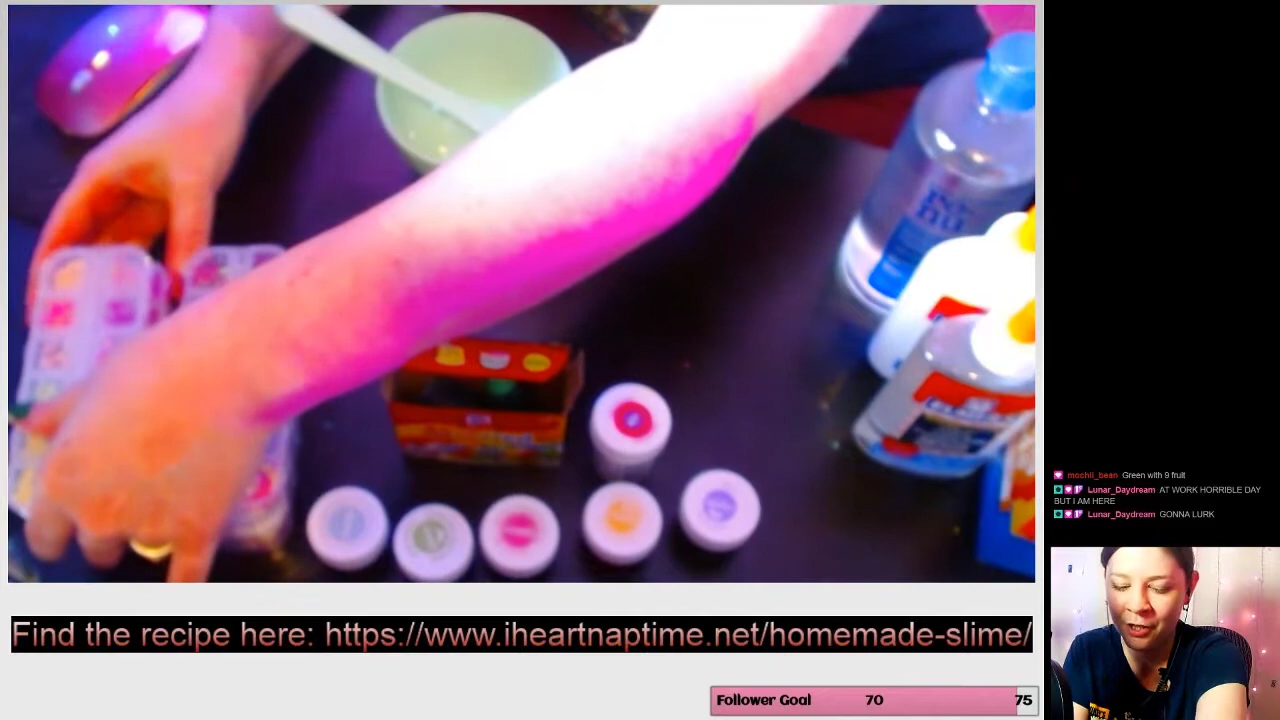 mochii_bean Green with 9 fruit
Lunar_Daydream AT WORK HORRIBLE DAY
BUT I AM HERE
Lunar_Daydream GONNA LURK
Find the recipe here: https://www.iheartnaptime.net/homemade-slime/
Follower Goal 70 75